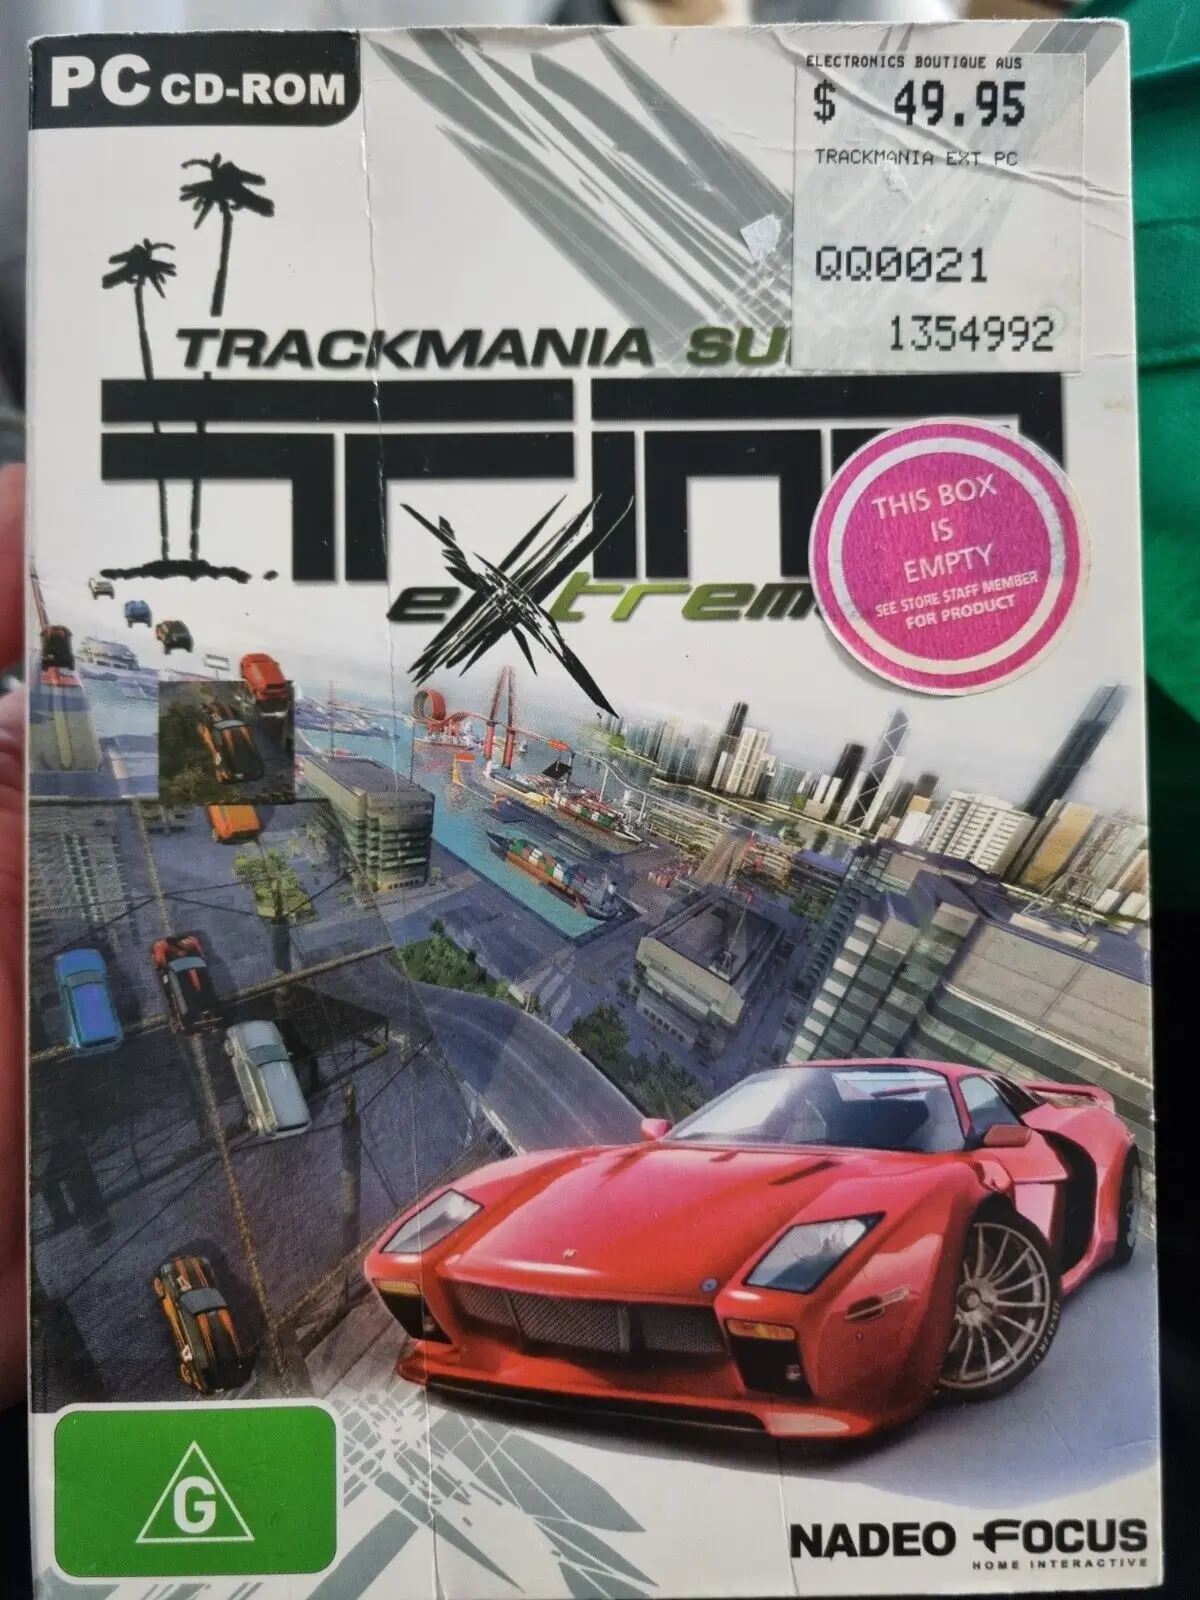 PC CD-ROM
ELECTRONICS BOUTIQUE AUS
$ 49.95
TRACKMANIA EXT PC
QQ0021
1354992
TRACKMANIA SU
TM
eXtrem
THIS BOX
IS
EMPTY
SEE STORE STAFF MEMBER
FOR PRODUCT
G
NADEO FOCUS
HOME INTERACTIVE